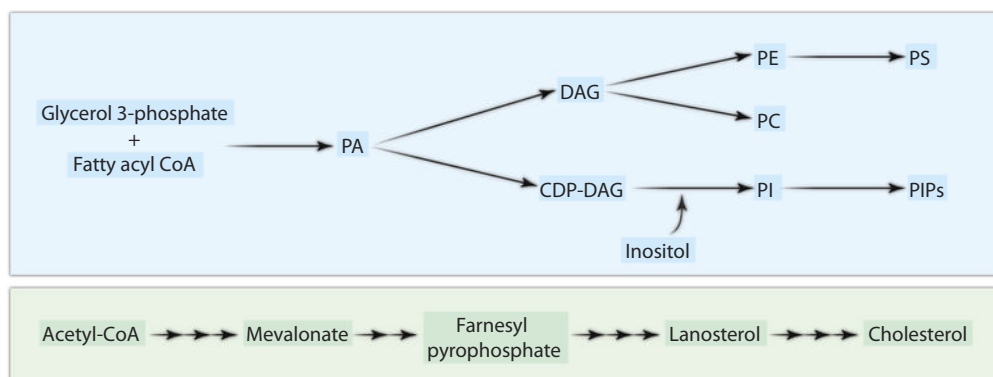 PE
PS
DAG
Glycerol 3-phosphate
+
Fatty acyl CoA
PA
PC
CDP-DAG
PI
PIPs
Inositol
Acetyl-CoA
Mevalonate
Farnesyl
pyrophosphate
Lanosterol
Cholesterol